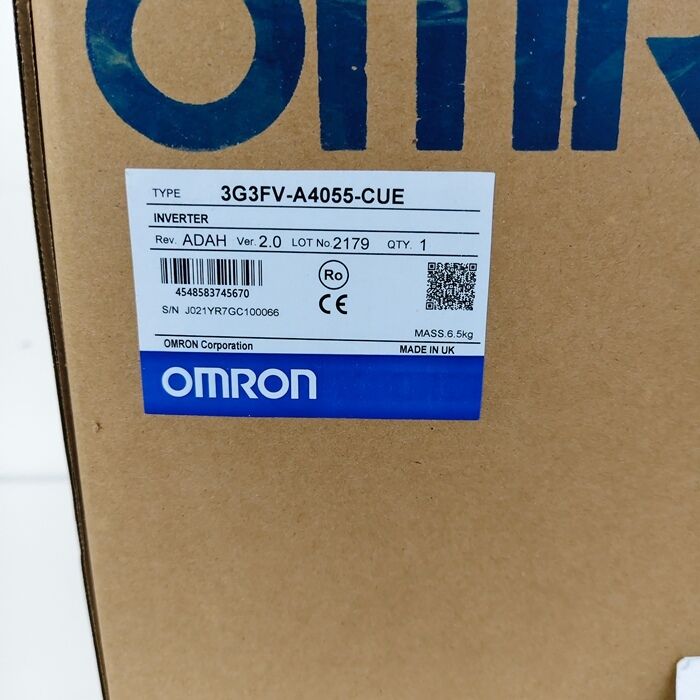 OMR
TYPE 3G3FV-A4055-CUE
INVERTER
Rev. ADAH Ver. 2.0 LOT No. 2179 QTY. 1
Ro
4548583745670
CE
S/N J021YR7GC100066
MASS.6.5kg
OMRON Corporation MADE IN UK
OMRON